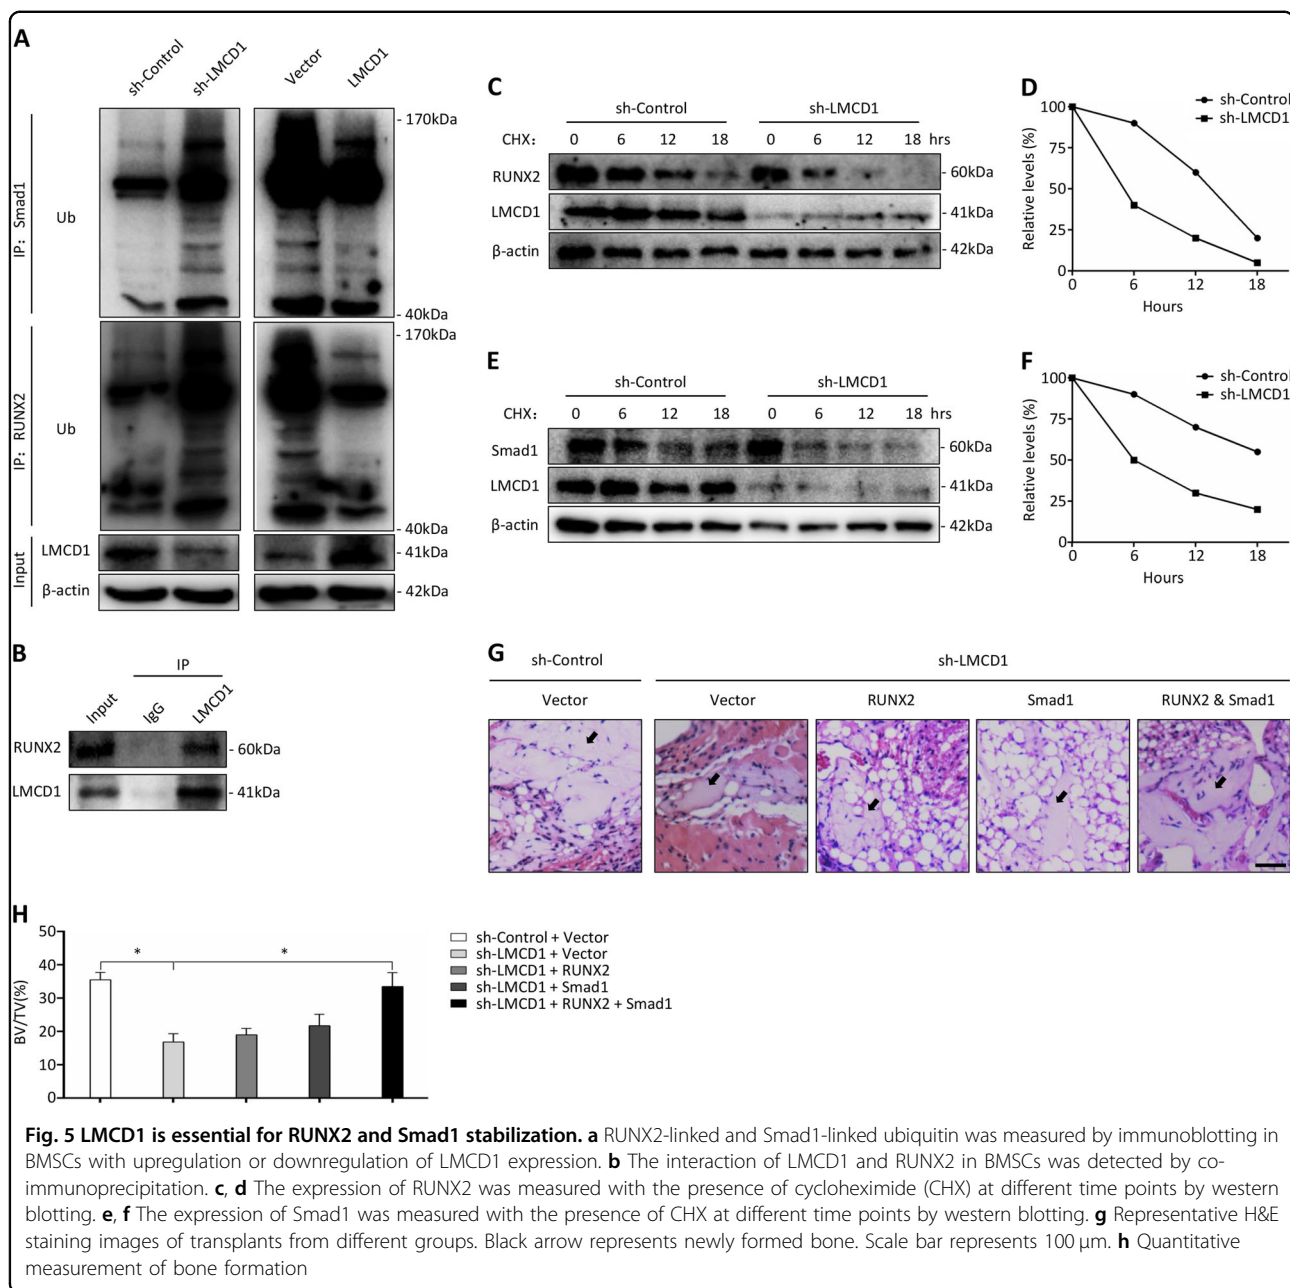 A
sh-Control
sh-LMCD1
Vector
LMCD1
IP: Smad1
Ub
- 170kDa
- 40kDa
IP: RUNX2
Ub
- 170kDa
- 40kDa
Input
LMCD1
- 41kDa
β-actin
- 42kDa
B
IP
Input
IgG
LMCD1
RUNX2
- 60kDa
LMCD1
- 41kDa
C
sh-Control sh-LMCD1
CHX: 0 6 12 18 0 6 12 18 hrs
RUNX2 - 60kDa
LMCD1 - 41kDa
β-actin - 42kDa
D
sh-Control
sh-LMCD1
Relative levels (%)
100
75
50
25
0
0 6 12 18
Hours
E
sh-Control sh-LMCD1
CHX: 0 6 12 18 0 6 12 18 hrs
Smad1 - 60kDa
LMCD1 - 41kDa
β-actin - 42kDa
F
sh-Control
sh-LMCD1
Relative levels (%)
100
75
50
25
0
0 6 12 18
Hours
G
sh-Control sh-LMCD1
Vector Vector RUNX2 Smad1 RUNX2 & Smad1
H
BV/TV(%)
50
40
30
20
10
0
* *
sh-Control + Vector
sh-LMCD1 + Vector
sh-LMCD1 + RUNX2
sh-LMCD1 + Smad1
sh-LMCD1 + RUNX2 + Smad1
Fig. 5 LMCD1 is essential for RUNX2 and Smad1 stabilization. a RUNX2-linked and Smad1-linked ubiquitin was measured by immunoblotting in
BMSCs with upregulation or downregulation of LMCD1 expression. b The interaction of LMCD1 and RUNX2 in BMSCs was detected by co-
immunoprecipitation. c, d The expression of RUNX2 was measured with the presence of cycloheximide (CHX) at different time points by western
blotting. e, f The expression of Smad1 was measured with the presence of CHX at different time points by western blotting. g Representative H&E
staining images of transplants from different groups. Black arrow represents newly formed bone. Scale bar represents 100 μm. h Quantitative
measurement of bone formation